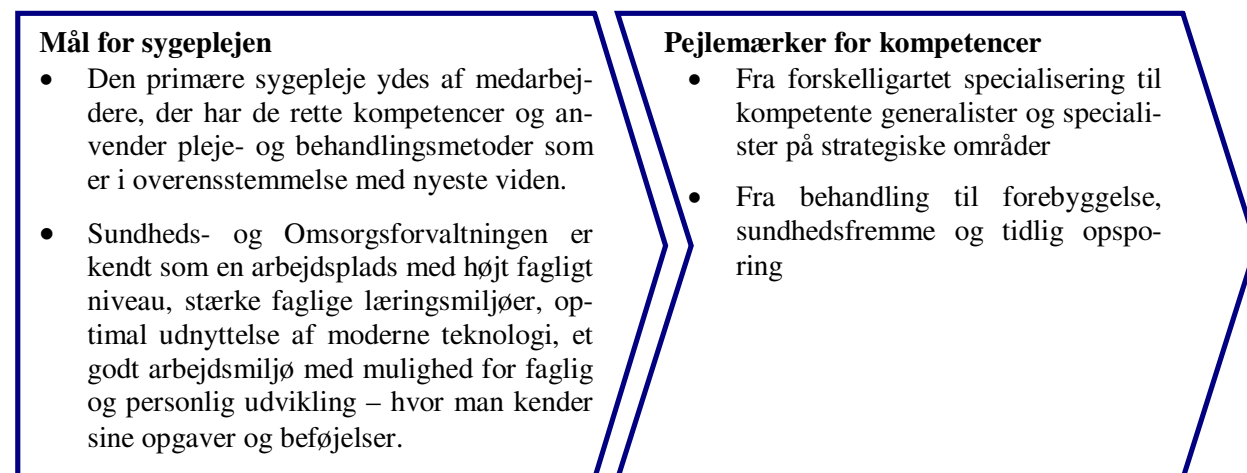 Mål for sygeplejen
• Den primære sygepleje ydes af medarbej-
dere, der har de rette kompetencer og an-
vender pleje- og behandlingsmetoder som
er i overensstemmelse med nyeste viden.
• Sundheds- og Omsorgsforvaltningen er
kendt som en arbejdsplads med højt fagligt
niveau, stærke faglige læringsmiljøer, op-
timal udnyttelse af moderne teknologi, et
godt arbejdsmiljø med mulighed for faglig
og personlig udvikling – hvor man kender
sine opgaver og beføjelser.
Pejlemærker for kompetencer
• Fra forskelligartet specialisering til
kompetente generalister og speciali-
ster på strategiske områder
• Fra behandling til forebyggelse,
sundhedsfremme og tidlig opspo-
ring